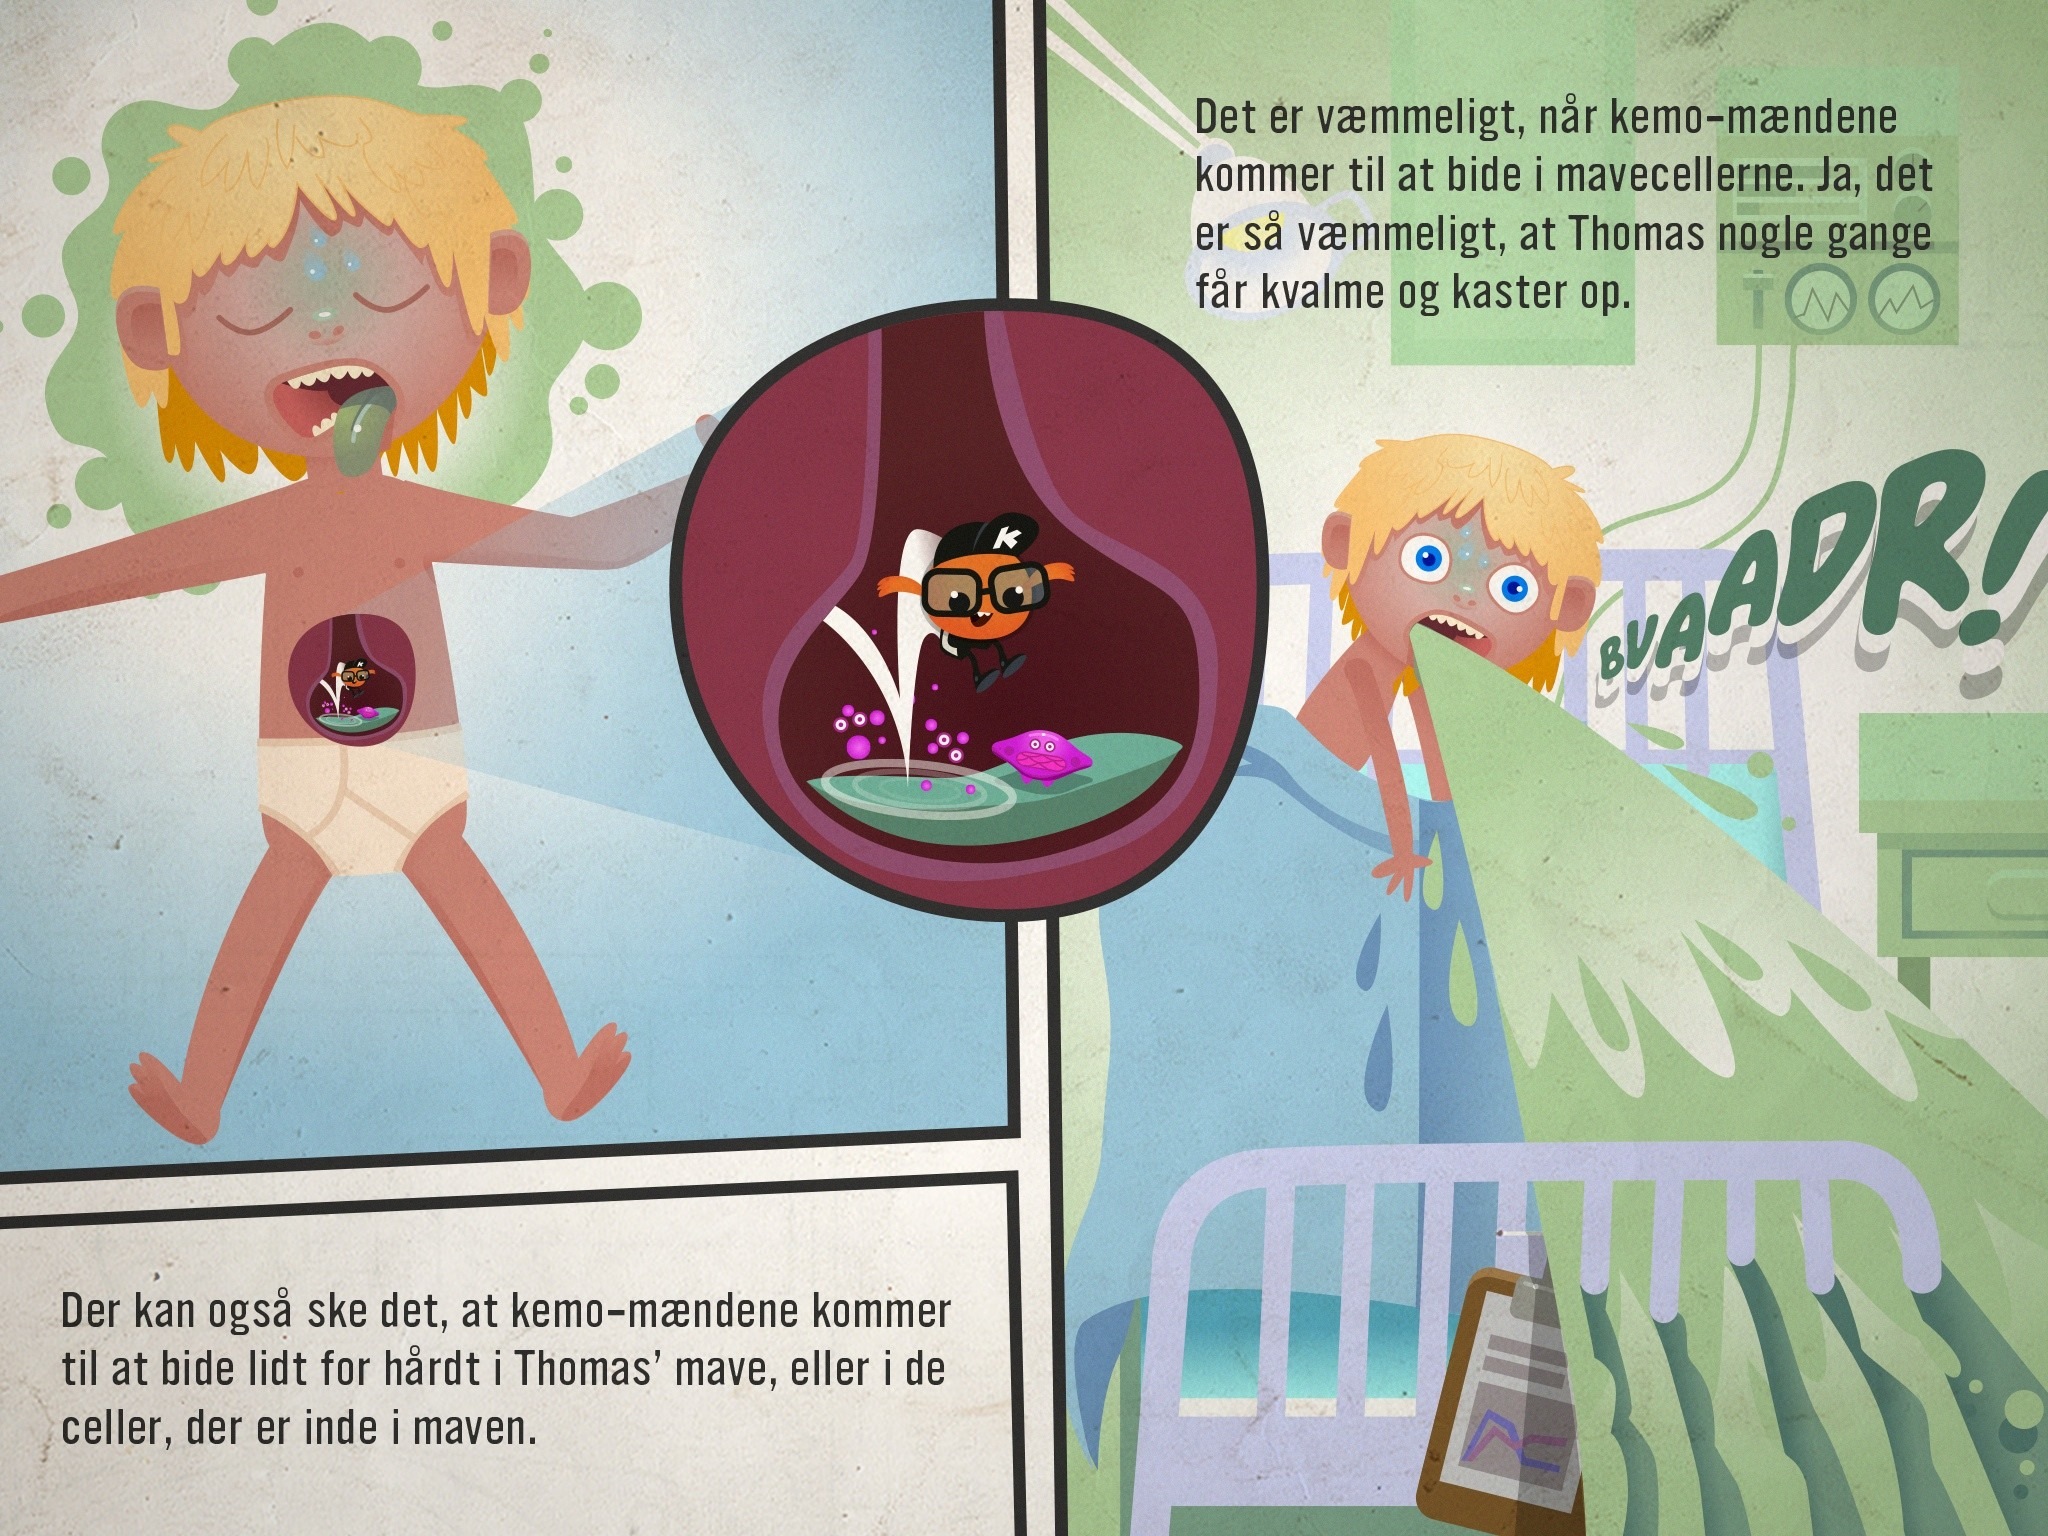 Der kan også ske det, at kemo-mændene kommer
til at bide lidt for hårdt i Thomas’ mave, eller i de
celler, der er inde i maven.
K
Det er væmmeligt, når kemo-mændene
kommer til at bide i mavecellerne. Ja, det
er så væmmeligt, at Thomas nogle gange
får kvalme og kaster op.
BVAADR!